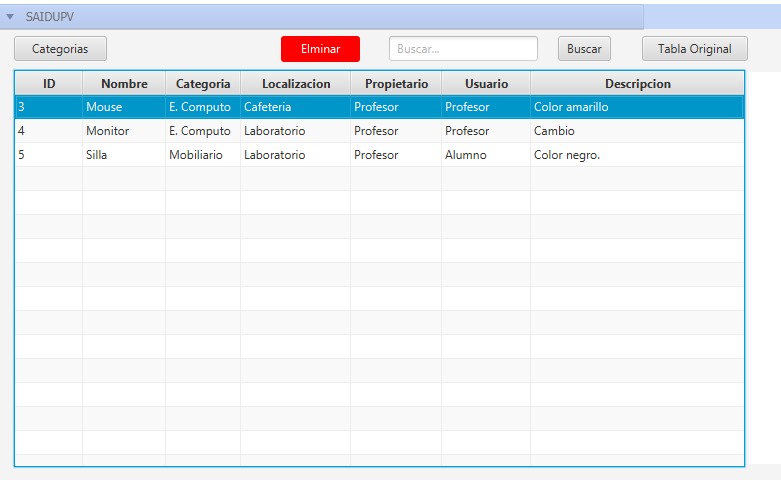 SAIDUPV
Categorias Elminar Buscar... Buscar Tabla Original
ID Nombre Categoria Localizacion Propietario Usuario Descripcion
3 Mouse E. Computo Cafeteria Profesor Profesor Color amarillo
4 Monitor E. Computo Laboratorio Profesor Profesor Cambio
5 Silla Mobiliario Laboratorio Profesor Alumno Color negro.